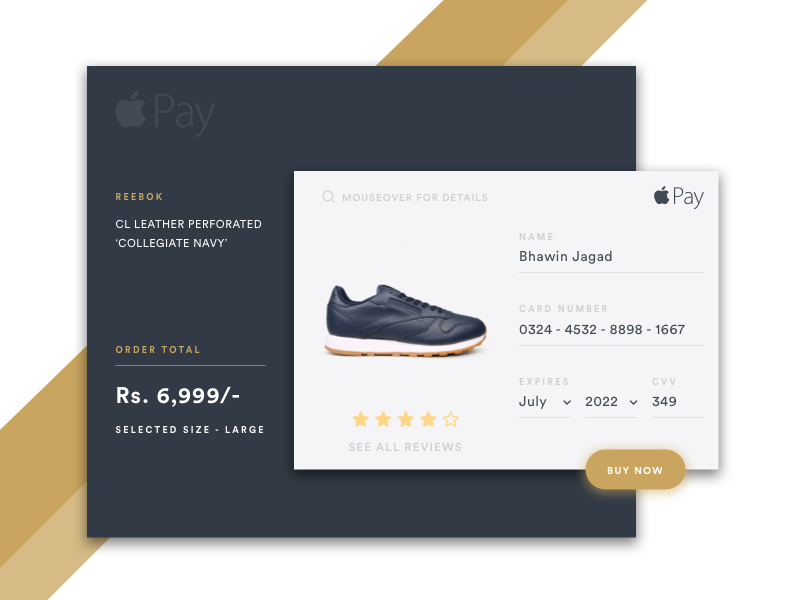 Pay
REEBOK
CL LEATHER PERFORATED
‘COLLEGIATE NAVY’
ORDER TOTAL
Rs. 6,999/-
SELECTED SIZE - LARGE
MOUSEOVER FOR DETAILS
Pay
NAME
Bhawin Jagad
CARD NUMBER
0324 - 4532 - 8898 - 1667
EXPIRES CVV
July 2022 349
SEE ALL REVIEWS
BUY NOW